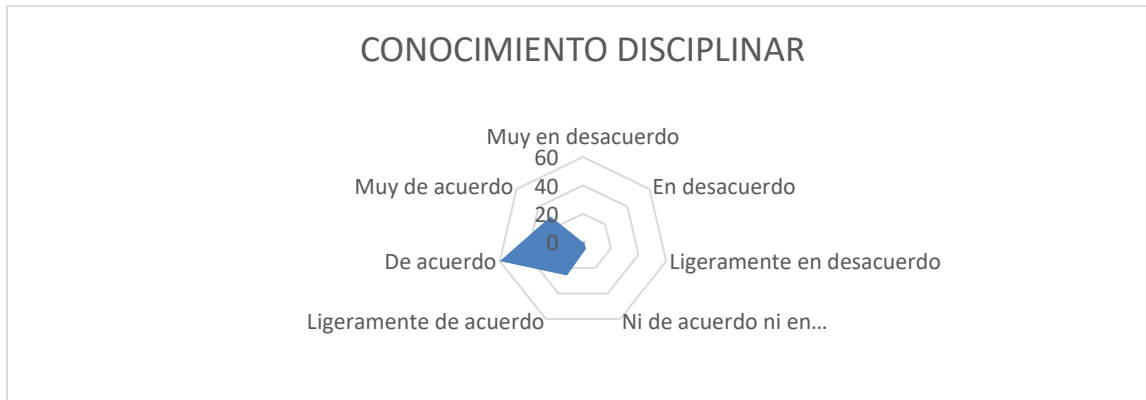 CONOCIMIENTO DISCIPLINAR
Muy en desacuerdo
60
Muy de acuerdo
40
En desacuerdo
20
0
De acuerdo
Ligeramente en desacuerdo
Ligeramente de acuerdo
Ni de acuerdo ni en...